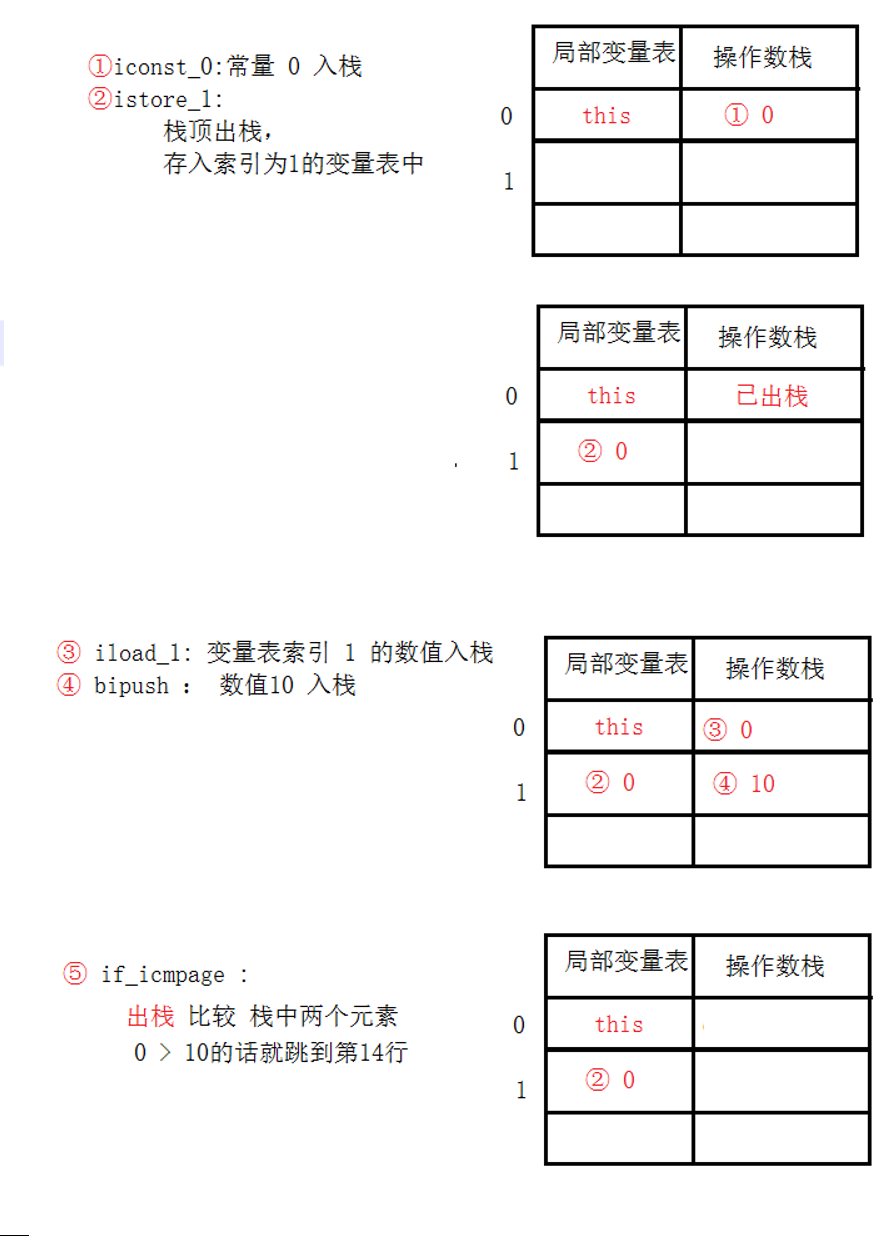 ①iconst_0:常量 0 入栈
②istore_1:
栈顶出栈，
存入索引为1的变量表中
局部变量表 操作数栈
0 this ① 0
1
局部变量表 操作数栈
0 this 已出栈
1 ② 0
③ iload_1: 变量表索引 1 的数值入栈
④ bipush ： 数值10 入栈
局部变量表 操作数栈
0 this ③ 0
1 ② 0 ④ 10
⑤ if_icmpage :
出栈 比较 栈中两个元素
0 > 10的话就跳到第14行
局部变量表 操作数栈
0 this
1 ② 0